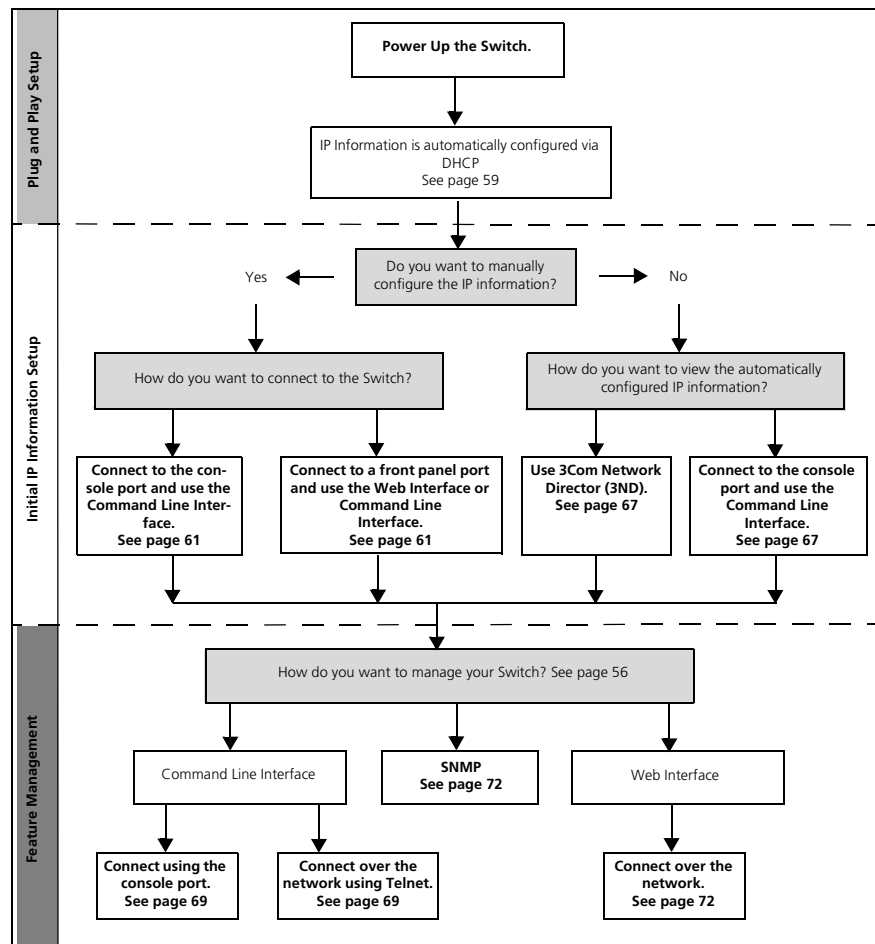 Plug and Play Setup
Power Up the Switch.
IP Information is automatically configured via
DHCP
See page 59
Initial IP Information Setup
Do you want to manually
configure the IP information?
Yes
No
How do you want to connect to the Switch?
How do you want to view the automatically
configured IP information?
Connect to the con-
sole port and use the
Command Line Inter-
face.
See page 61
Connect to a front panel port
and use the Web Interface or
Command Line
Interface.
See page 61
Use 3Com Network
Director (3ND).
See page 67
Connect to the console
port and use the
Command Line
Interface.
See page 67
Feature Management
How do you want to manage your Switch? See page 56
Command Line Interface
SNMP
See page 72
Web Interface
Connect using the
console port.
See page 69
Connect over the
network using Telnet.
See page 69
Connect over the
network.
See page 72